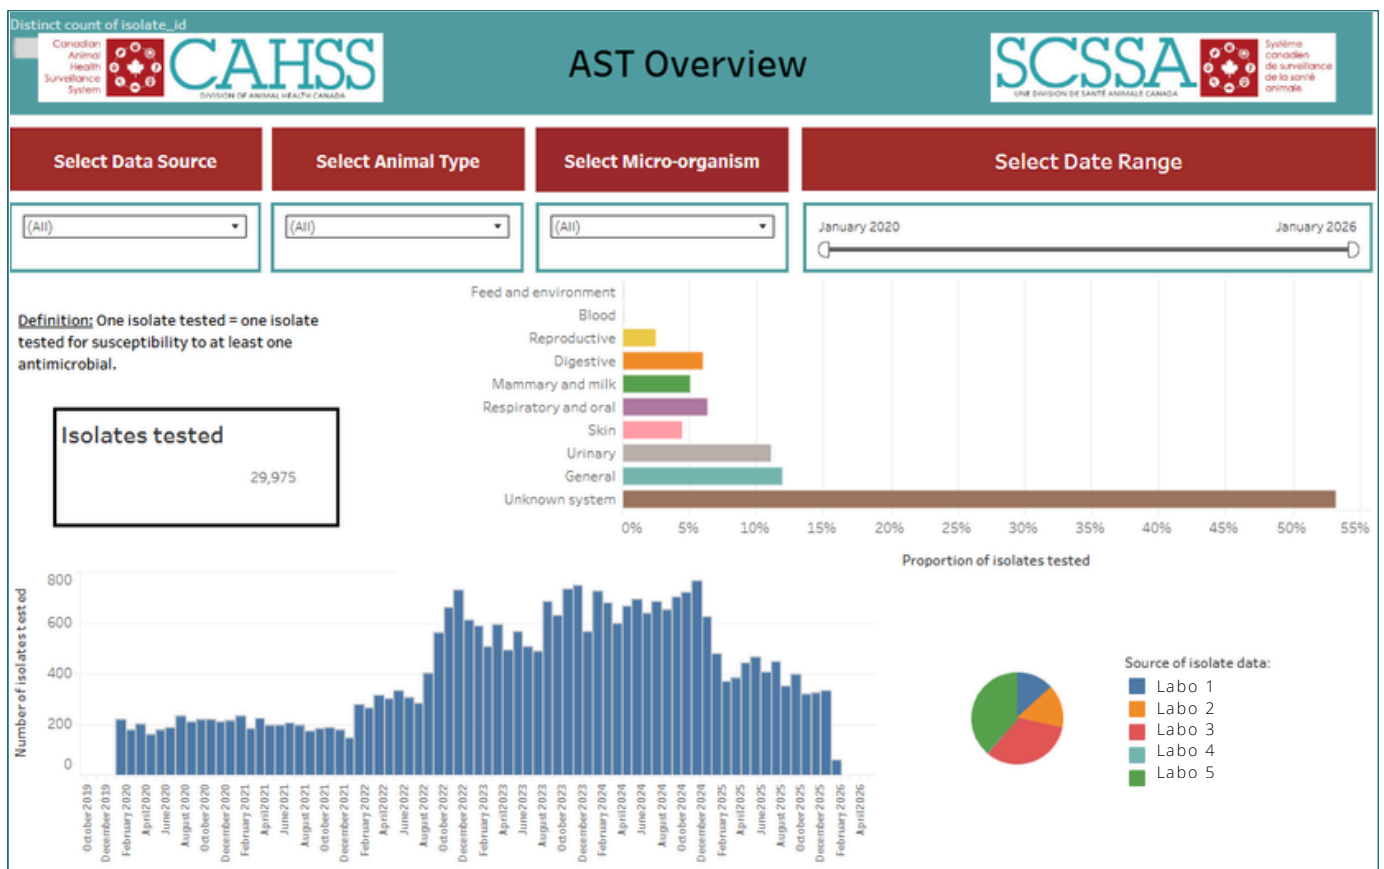 Distinct count of isolate_id
Canadian
Animal
Health
Surveillance
System
CAHSS
DIVISION OF ANIMAL HEALTH CANADA
AST Overview
SCSSA
UNE DIVISION DE SANTÉ ANIMALE CANADA
Système
canadien
de surveillance
de la santé
animale
Select Data Source
Select Animal Type
Select Micro-organism
Select Date Range
(All)
(All)
(All)
January 2020
January 2026
Definition: One isolate tested = one isolate
tested for susceptibility to at least one
antimicrobial.
Isolates tested
29,975
Feed and environment
Blood
Reproductive
Digestive
Mammary and milk
Respiratory and oral
Skin
Urinary
General
Unknown system
0% 5% 10% 15% 20% 25% 30% 35% 40% 45% 50% 55%
Proportion of isolates tested
Number of isolates tested
800
600
400
200
0
October 2019
December 2019
February 2020
April 2020
June 2020
August 2020
October 2020
December 2020
February 2021
April 2021
June 2021
August 2021
October 2021
December 2021
February 2022
April 2022
June 2022
August 2022
October 2022
December 2022
February 2023
April 2023
June 2023
August 2023
October 2023
December 2023
February 2024
April 2024
June 2024
August 2024
October 2024
December 2024
February 2025
April 2025
June 2025
August 2025
October 2025
December 2025
February 2026
April 2026
Source of isolate data:
Labo 1
Labo 2
Labo 3
Labo 4
Labo 5